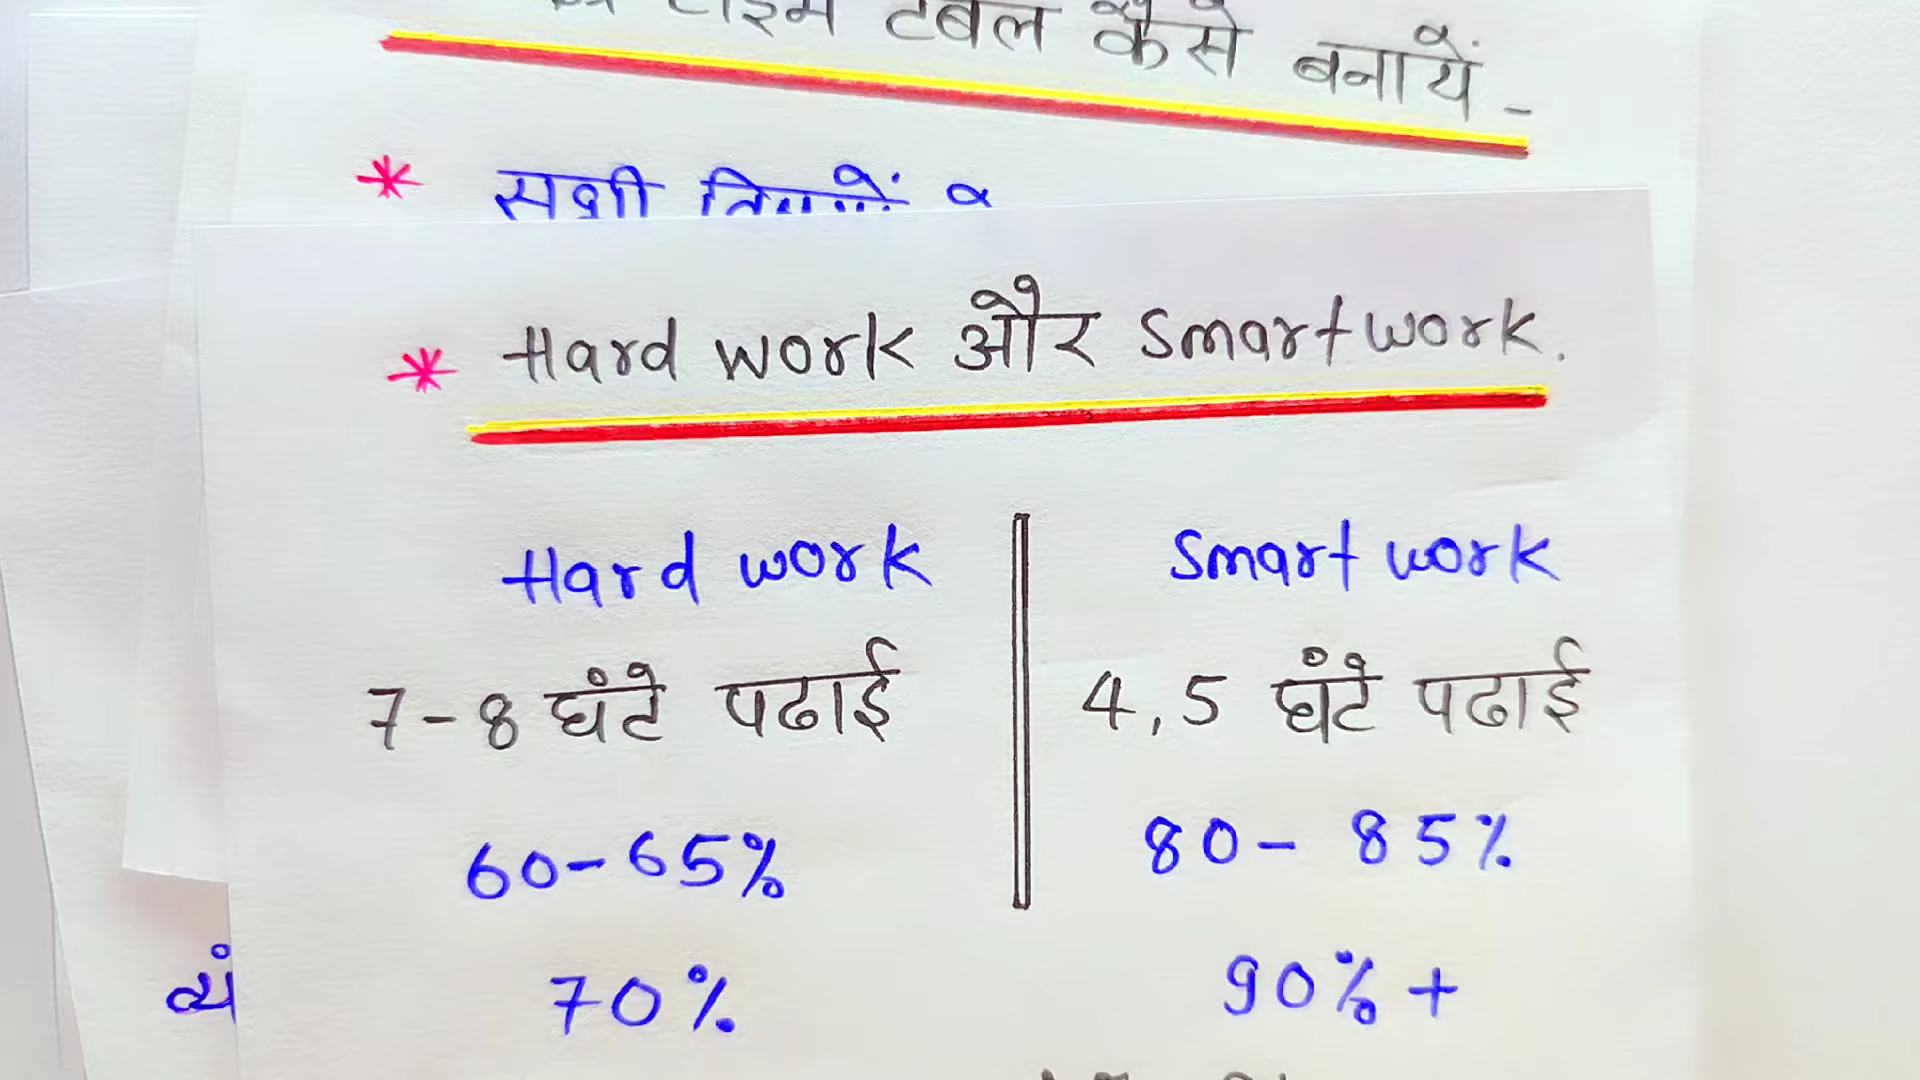 टाइम टेबल कैसे बनायें -
* सभी
* Hard work और Smart work.
Hard work Smart work
7-8 घंटे पढाई 4,5 घंटे पढाई
60-65% 80- 85%
70% 90% +